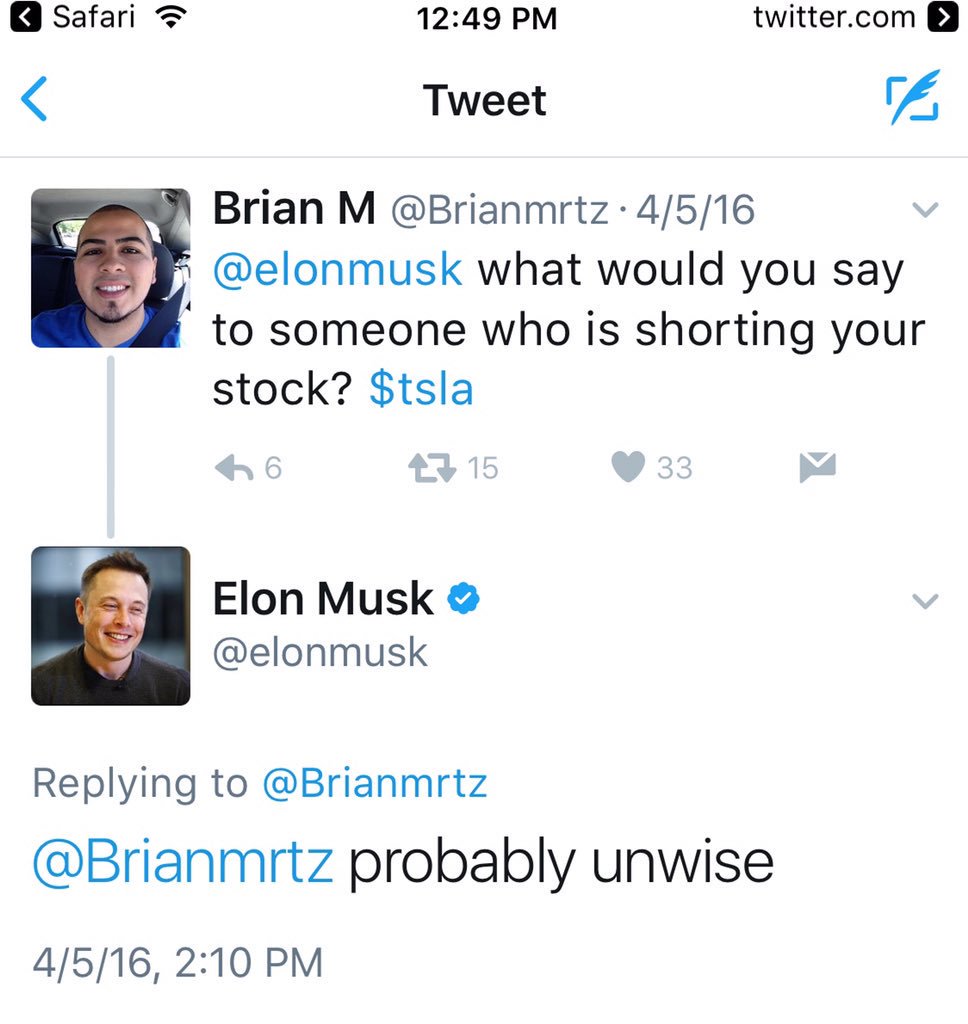 Safari 12:49 PM twitter.com
Tweet
Brian M @Brianmrtz · 4/5/16
@elonmusk what would you say
to someone who is shorting your
stock? $tsla
6 15 33
Elon Musk
@elonmusk
Replying to @Brianmrtz
@Brianmrtz probably unwise
4/5/16, 2:10 PM